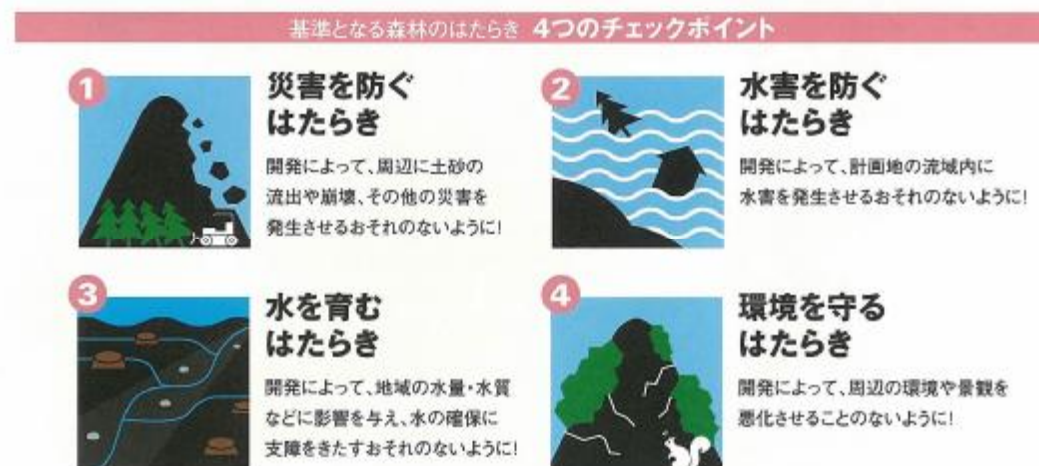 基準となる森林のはたらき 4つのチェックポイント
1
災害を防ぐ
はたらき
開発によって、周辺に土砂の
流出や崩壊、その他の災害を
発生させるおそれのないように!
2
水害を防ぐ
はたらき
開発によって、計画地の流域内に
水害を発生させるおそれのないように!
3
水を育む
はたらき
開発によって、地域の水量・水質
などに影響を与え、水の確保に
支障をきたすおそれのないように!
4
環境を守る
はたらき
開発によって、周辺の環境や景観を
悪化させることのないように!